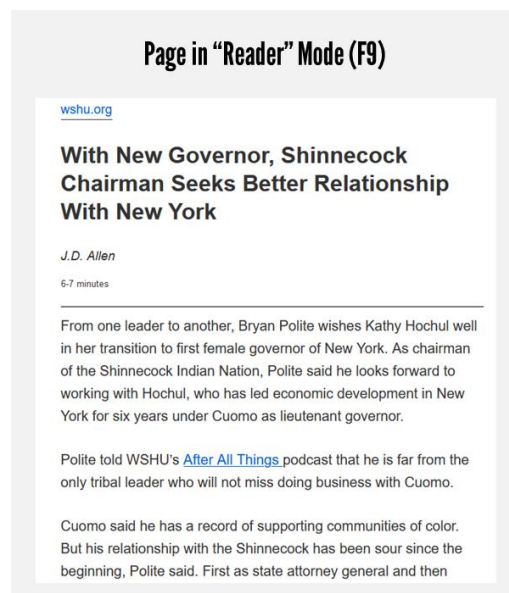 Page in “Reader” Mode (F9)
wshu.org
With New Governor, Shinnecock
Chairman Seeks Better Relationship
With New York
J.D. Allen
6-7 minutes
From one leader to another, Bryan Polite wishes Kathy Hochul well
in her transition to first female governor of New York. As chairman
of the Shinnecock Indian Nation, Polite said he looks forward to
working with Hochul, who has led economic development in New
York for six years under Cuomo as lieutenant governor.
Polite told WSHU's After All Things podcast that he is far from the
only tribal leader who will not miss doing business with Cuomo.
Cuomo said he has a record of supporting communities of color.
But his relationship with the Shinnecock has been sour since the
beginning, Polite said. First as state attorney general and then